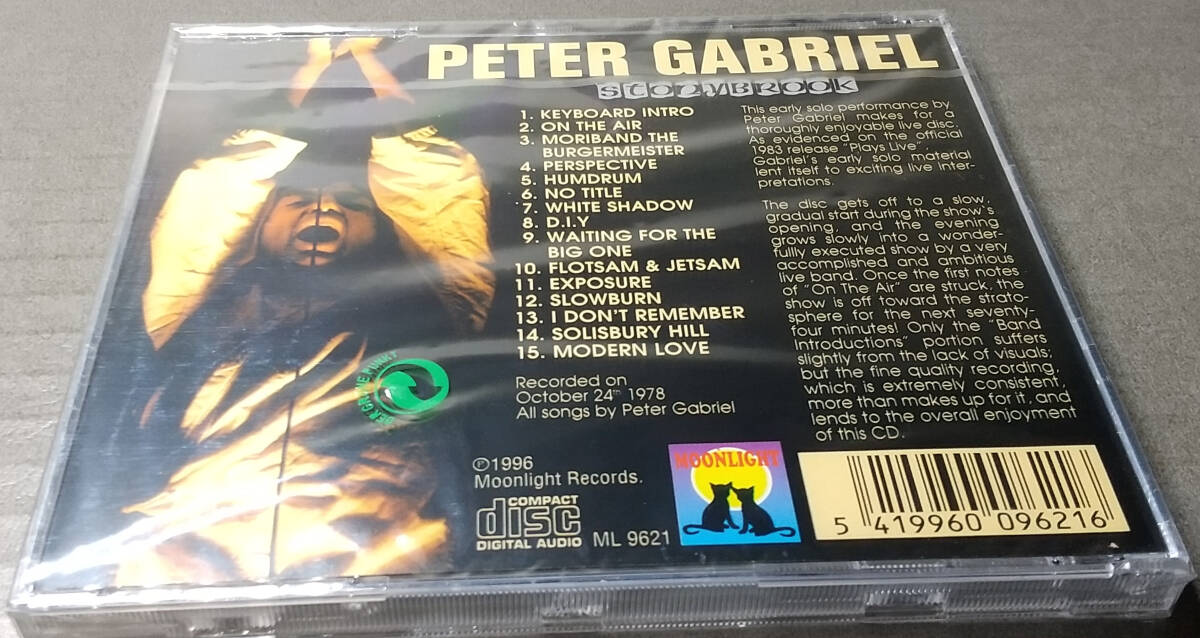 PETER GABRIEL
STORYBROOK
1. KEYBOARD INTRO
2. ON THE AIR
3. MORIBAND THE
BURGERMEISTER
4. PERSPECTIVE
5. HUMDRUM
6. NO TITLE
7. WHITE SHADOW
8. D.I.Y
9. WAITING FOR THE
BIG ONE
10. FLOTSAM & JETSAM
11. EXPOSURE
12. SLOWBURN
13. I DON'T REMEMBER
14. SOLISBURY HILL
15. MODERN LOVE
Recorded on
October 24th 1978
All songs by Peter Gabriel
This early solo performance by
Peter Gabriel makes for a
thoroughly enjoyable live disc.
As evidenced on the official
1983 release "Plays Live",
Gabriel's early solo material
lent itself to exciting live inter-
pretations.
The disc gets off to a slow,
gradual start during the show's
opening, and the evening
grows slowly into a wonder-
fullly executed show by a very
accomplished and ambitious
live band. Once the first notes
of "On The Air" are struck, the
show is off toward the strato-
sphere for the next seventy-
four minutes! Only the "Band
Introductions" portion suffers
slightly from the lack of visuals;
but the fine quality recording,
which is extremely consistent,
more than makes up for it, and
lends to the overall enjoyment
of this CD.
DER GRÜNE PUNKT
℗1996
Moonlight Records.
COMPACT
disc
DIGITAL AUDIO
ML 9621
MOONLIGHT
5 419960 096216